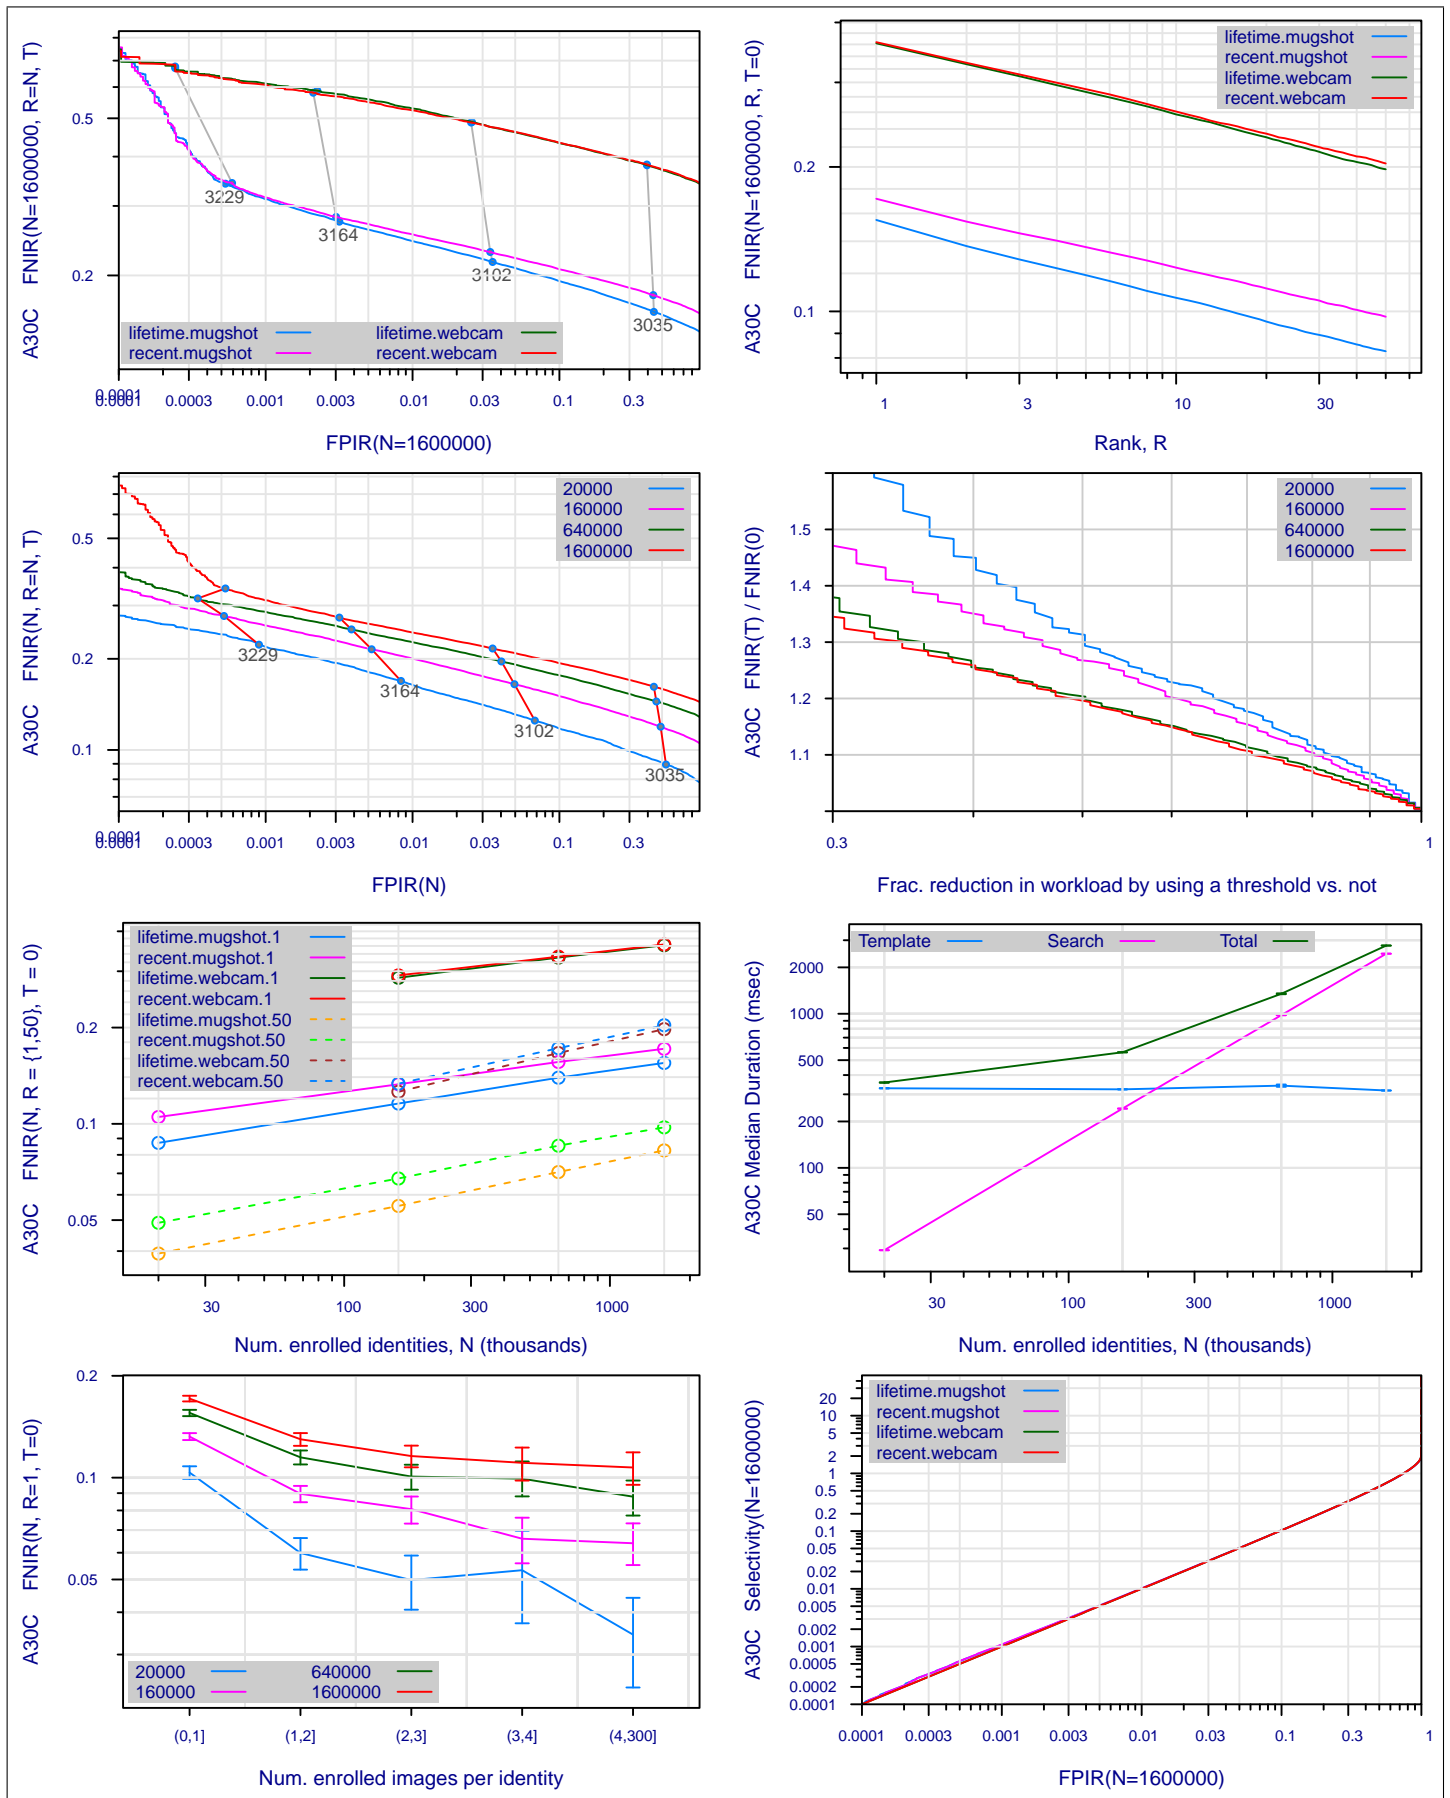 A30C FNIR(N=1600000, R=N, T)
0.5
0.2
3229
3164
3102
3035
lifetime.mugshot
recent.mugshot
lifetime.webcam
recent.webcam
0.0001
0.0001 0.0003 0.001 0.003 0.01 0.03 0.1 0.3
FPIR(N=1600000)
A30C FNIR(N=1600000, R, T=0)
0.2
0.1
lifetime.mugshot
recent.mugshot
lifetime.webcam
recent.webcam
1 3 10 30
Rank, R
A30C FNIR(N, R=N, T)
0.5
0.2
0.1
20000
160000
640000
1600000
3229
3164
3102
3035
0.0001
0.0001 0.0003 0.001 0.003 0.01 0.03 0.1 0.3
FPIR(N)
A30C FNIR(T) / FNIR(0)
1.5
1.4
1.3
1.2
1.1
20000
160000
640000
1600000
0.3 1
Frac. reduction in workload by using a threshold vs. not
A30C FNIR(N, R = {1,50}, T = 0)
0.2
0.1
0.05
lifetime.mugshot.1
recent.mugshot.1
lifetime.webcam.1
recent.webcam.1
lifetime.mugshot.50
recent.mugshot.50
lifetime.webcam.50
recent.webcam.50
30 100 300 1000
Num. enrolled identities, N (thousands)
A30C Median Duration (msec)
Template Search Total
2000
1000
500
200
100
50
30 100 300 1000
Num. enrolled identities, N (thousands)
A30C FNIR(N, R=1, T=0)
0.2
0.1
0.05
20000
160000
640000
1600000
(0,1] (1,2] (2,3] (3,4] (4,300]
Num. enrolled images per identity
A30C Selectivity(N=1600000)
20
10
5
2
1
0.5
0.2
0.1
0.05
0.02
0.01
0.005
0.002
0.001
0.0005
0.0002
0.0001
lifetime.mugshot
recent.mugshot
lifetime.webcam
recent.webcam
0.0001 0.0003 0.001 0.003 0.01 0.03 0.1 0.3 1
FPIR(N=1600000)